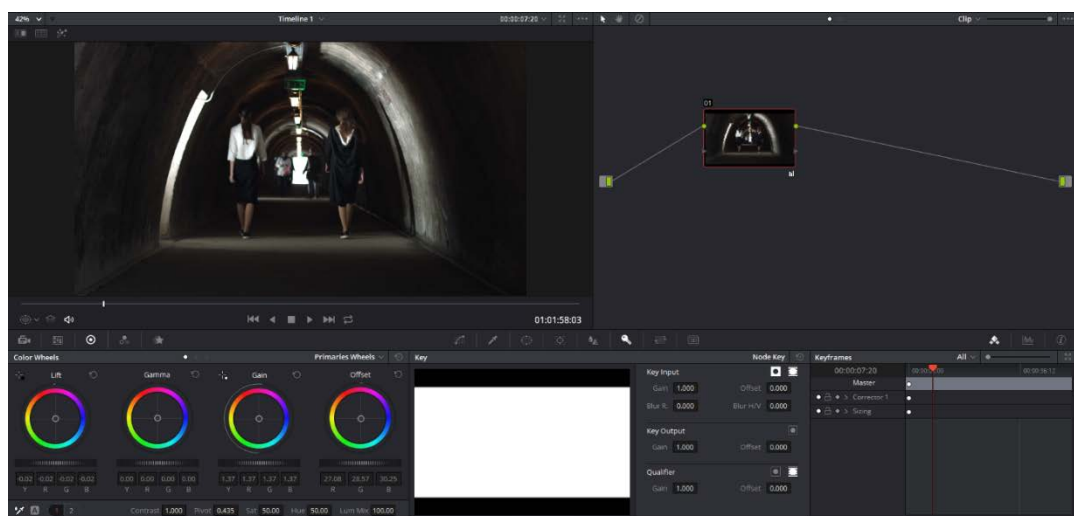 42%
Timeline 1
00:00:07:20
Clip
01
01:01:58:03
Color Wheels
Primaries Wheels
Key
Node Key
Keyframes
All
Lift
Gamma
Gain
Offset
Key Input
Gain 1.000 Offset 0.000
Blur R. 0.000 Blur H/V 0.000
Key Output
Gain 1.000 Offset 0.000
Qualifier
Gain 1.000 Offset 0.000
00:00:07:20
00:00:36:12
Master
Corrector 1
Sizing
-0.02 -0.02 -0.02 -0.02
0.00 0.00 0.00 0.00
1.37 1.37 1.37 1.37
27.08 28.57 30.25
Y R G B
Y R G B
Y R G B
R G B
A 1 2 Contrast 1.000 Pivot 0.435 Sat 50.00 Hue 50.00 Lum Mix 100.00